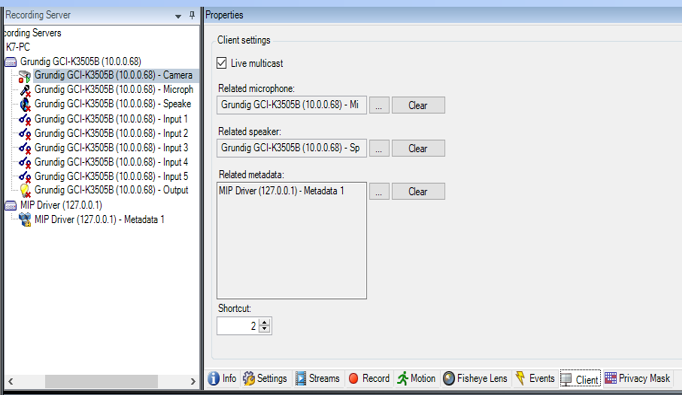 Recording Server
Properties
cording Servers
K7-PC
Grundig GCI-K3505B (10.0.0.68)
Grundig GCI-K3505B (10.0.0.68) - Camera
Grundig GCI-K3505B (10.0.0.68) - Microph
Grundig GCI-K3505B (10.0.0.68) - Speake
Grundig GCI-K3505B (10.0.0.68) - Input 1
Grundig GCI-K3505B (10.0.0.68) - Input 2
Grundig GCI-K3505B (10.0.0.68) - Input 3
Grundig GCI-K3505B (10.0.0.68) - Input 4
Grundig GCI-K3505B (10.0.0.68) - Input 5
Grundig GCI-K3505B (10.0.0.68) - Output
MIP Driver (127.0.0.1)
MIP Driver (127.0.0.1) - Metadata 1
Client settings
Live multicast
Related microphone:
Grundig GCI-K3505B (10.0.0.68) - Mi ... Clear
Related speaker:
Grundig GCI-K3505B (10.0.0.68) - Sp ... Clear
Related metadata:
MIP Driver (127.0.0.1) - Metadata 1 ... Clear
Shortcut:
2
Info Settings Streams Record Motion Fisheye Lens Events Client Privacy Mask